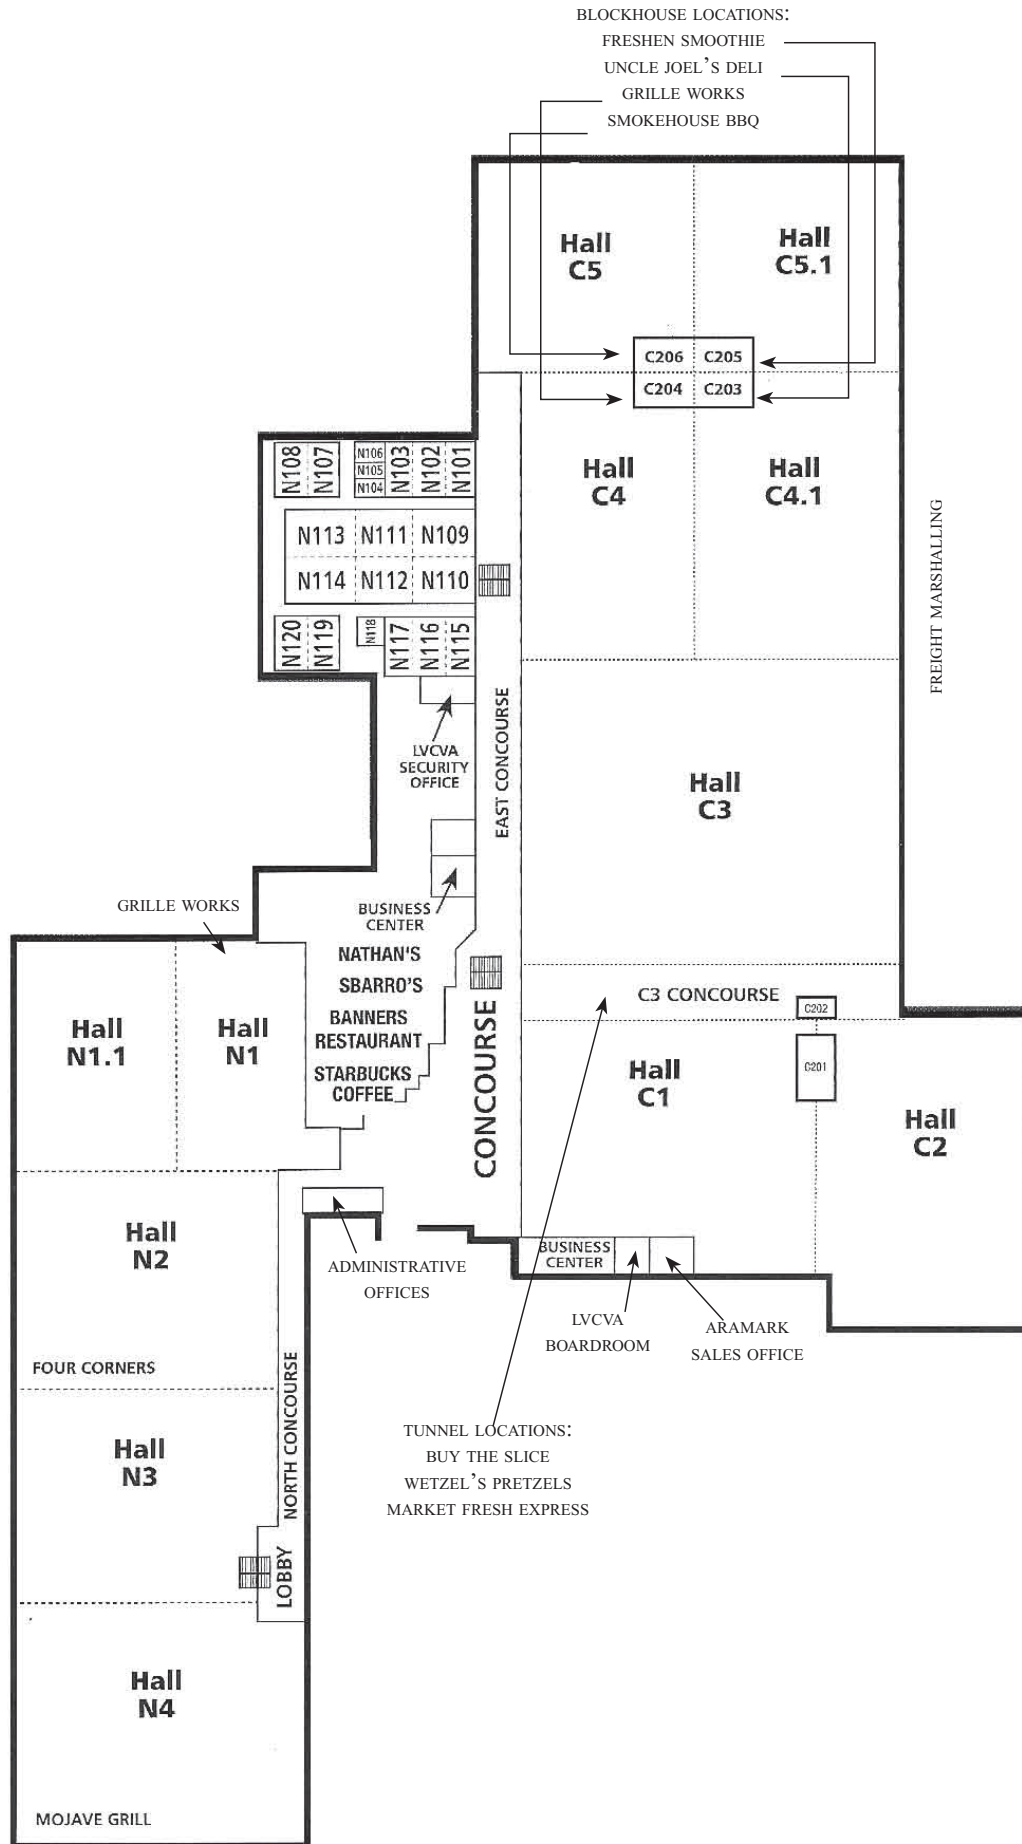 BLOCKHOUSE LOCATIONS:
FRESHEN SMOOTHIE
UNCLE JOEL'S DELI
GRILLE WORKS
SMOKEHOUSE BBQ
Hall
C5
Hall
C5.1
C206
C205
C204
C203
Hall
C4
Hall
C4.1
FREIGHT MARSHALLING
N108
N107
N106
N105
N104
N103
N102
N101
N113
N111
N109
N114
N112
N110
N120
N119
N118
N117
N116
N115
LVCVA
SECURITY
OFFICE
EAST CONCOURSE
Hall
C3
GRILLE WORKS
BUSINESS
CENTER
NATHAN'S
SBARRO'S
BANNERS
RESTAURANT
STARBUCKS
COFFEE
CONCOURSE
C3 CONCOURSE
C202
C201
Hall
N1.1
Hall
N1
Hall
C1
Hall
C2
Hall
N2
ADMINISTRATIVE
OFFICES
BUSINESS
CENTER
LVCVA
BOARDROOM
ARAMARK
SALES OFFICE
FOUR CORNERS
NORTH CONCOURSE
Hall
N3
TUNNEL LOCATIONS:
BUY THE SLICE
WETZEL'S PRETZELS
MARKET FRESH EXPRESS
LOBBY
Hall
N4
MOJAVE GRILL